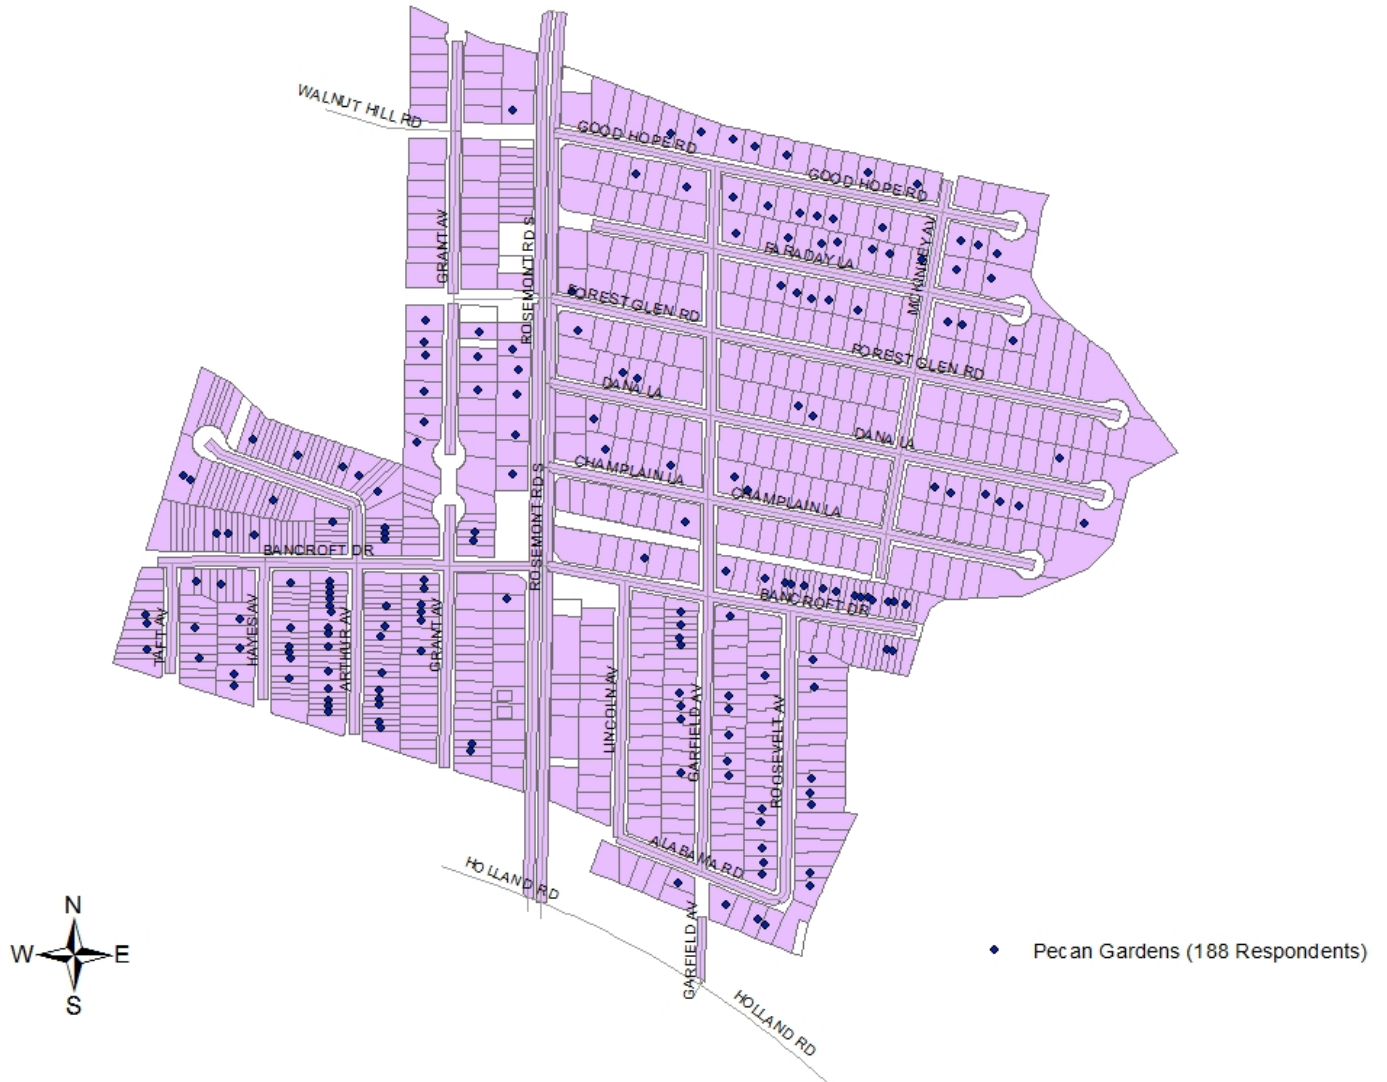 WALNUT HILL RD
GOOD HOPE RD
GOOD HOPE RD
GRANT AV
ROSEMONT RD S
FARADAY LA
MCKINLEY AV
FOREST GLEN RD
FOREST GLEN RD
DANA LA
DANA LA
CHAMPLAIN LA
CHAMPLAIN LA
ROSEMONT RD S
BANCROFT DR
BANCROFT DR
TAFT AV
HAYES AV
ARTHUR AV
GRANT AV
LINCOLN AV
GARFIELD AV
ROOSEVELT AV
ALABAMA RD
HOLLAND RD
GARFIELD AV
HOLLAND RD
N
W E
S
Pecan Gardens (188 Respondents)